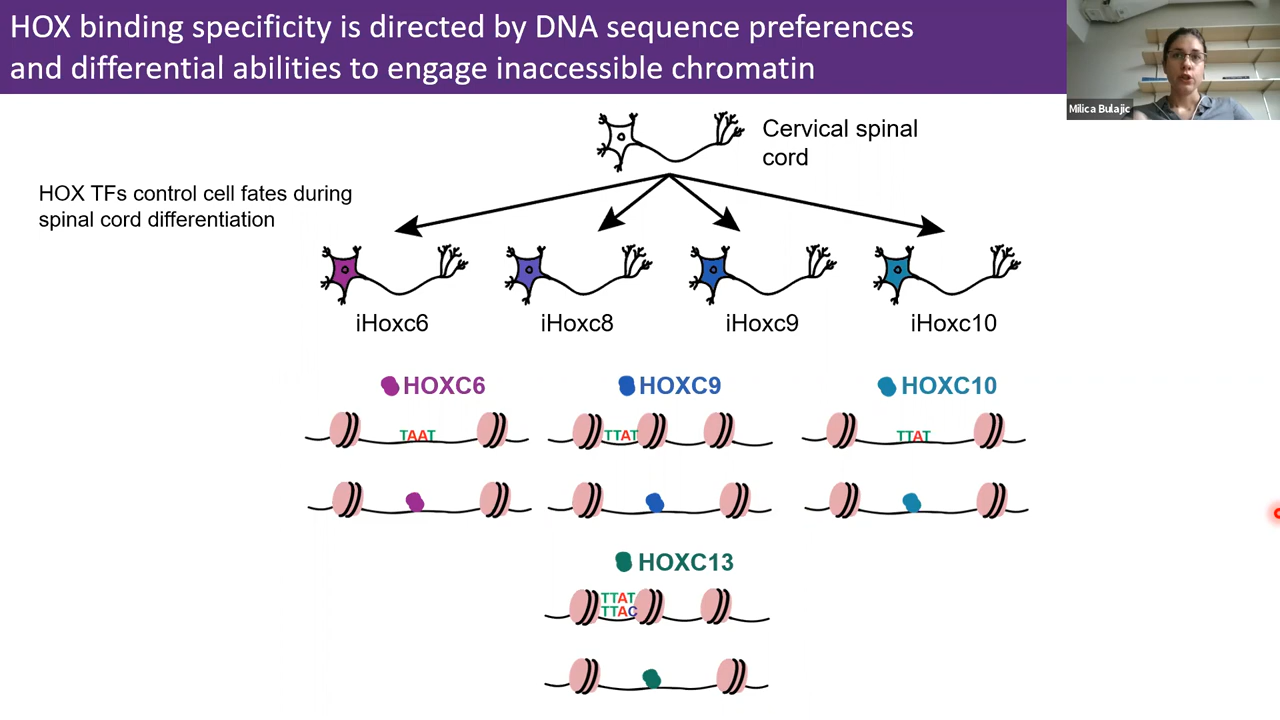 HOX binding specificity is directed by DNA sequence preferences
and differential abilities to engage inaccessible chromatin
Milica Bulajic
Cervical spinal
cord
HOX TFs control cell fates during
spinal cord differentiation
iHoxc6
iHoxc8
iHoxc9
iHoxc10
HOXC6
HOXC9
HOXC10
TAAT
TTAT
TTAT
HOXC13
TTAT
TTAC